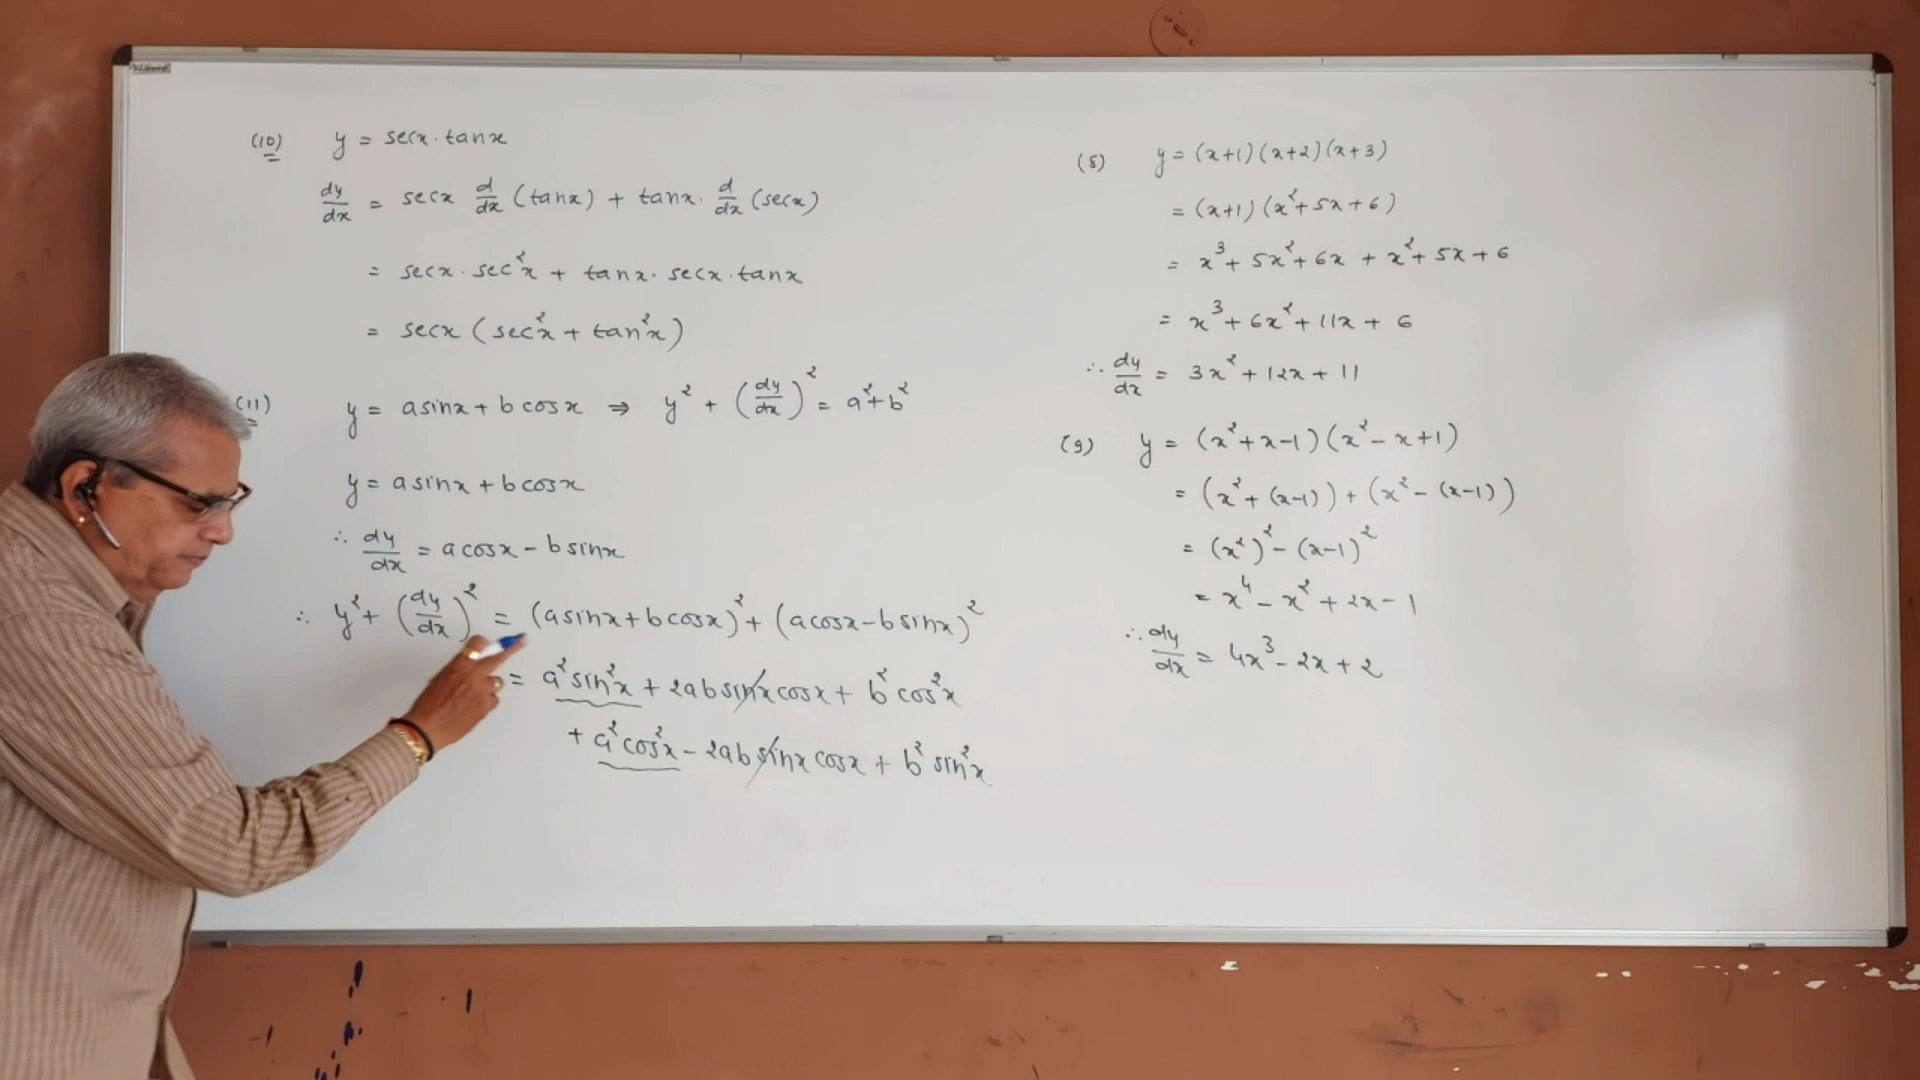 (10) y = secx · tanx
dy/dx = secx d/dx (tanx) + tanx · d/dx (secx)
= secx · sec²x + tanx · secx · tanx
= secx (sec²x + tan²x)
(11) y = asinx + bcosx ⇒ y² + (dy/dx)² = a² + b²
y = asinx + bcosx
∴ dy/dx = acosx - bsinx
∴ y² + (dy/dx)² = (asinx + bcosx)² + (acosx - bsinx)²
= a²sin²x + 2absinxcosx + b²cos²x
+ a²cos²x - 2absinxcosx + b²sin²x
(8) y = (x+1)(x+2)(x+3)
= (x+1)(x²+5x+6)
= x³ + 5x² + 6x + x² + 5x + 6
= x³ + 6x² + 11x + 6
∴ dy/dx = 3x² + 12x + 11
(9) y = (x²+x-1)(x²-x+1)
= (x² + (x-1)) + (x² - (x-1))
= (x²)² - (x-1)²
= x⁴ - x² + 2x - 1
∴ dy/dx = 4x³ - 2x + 2